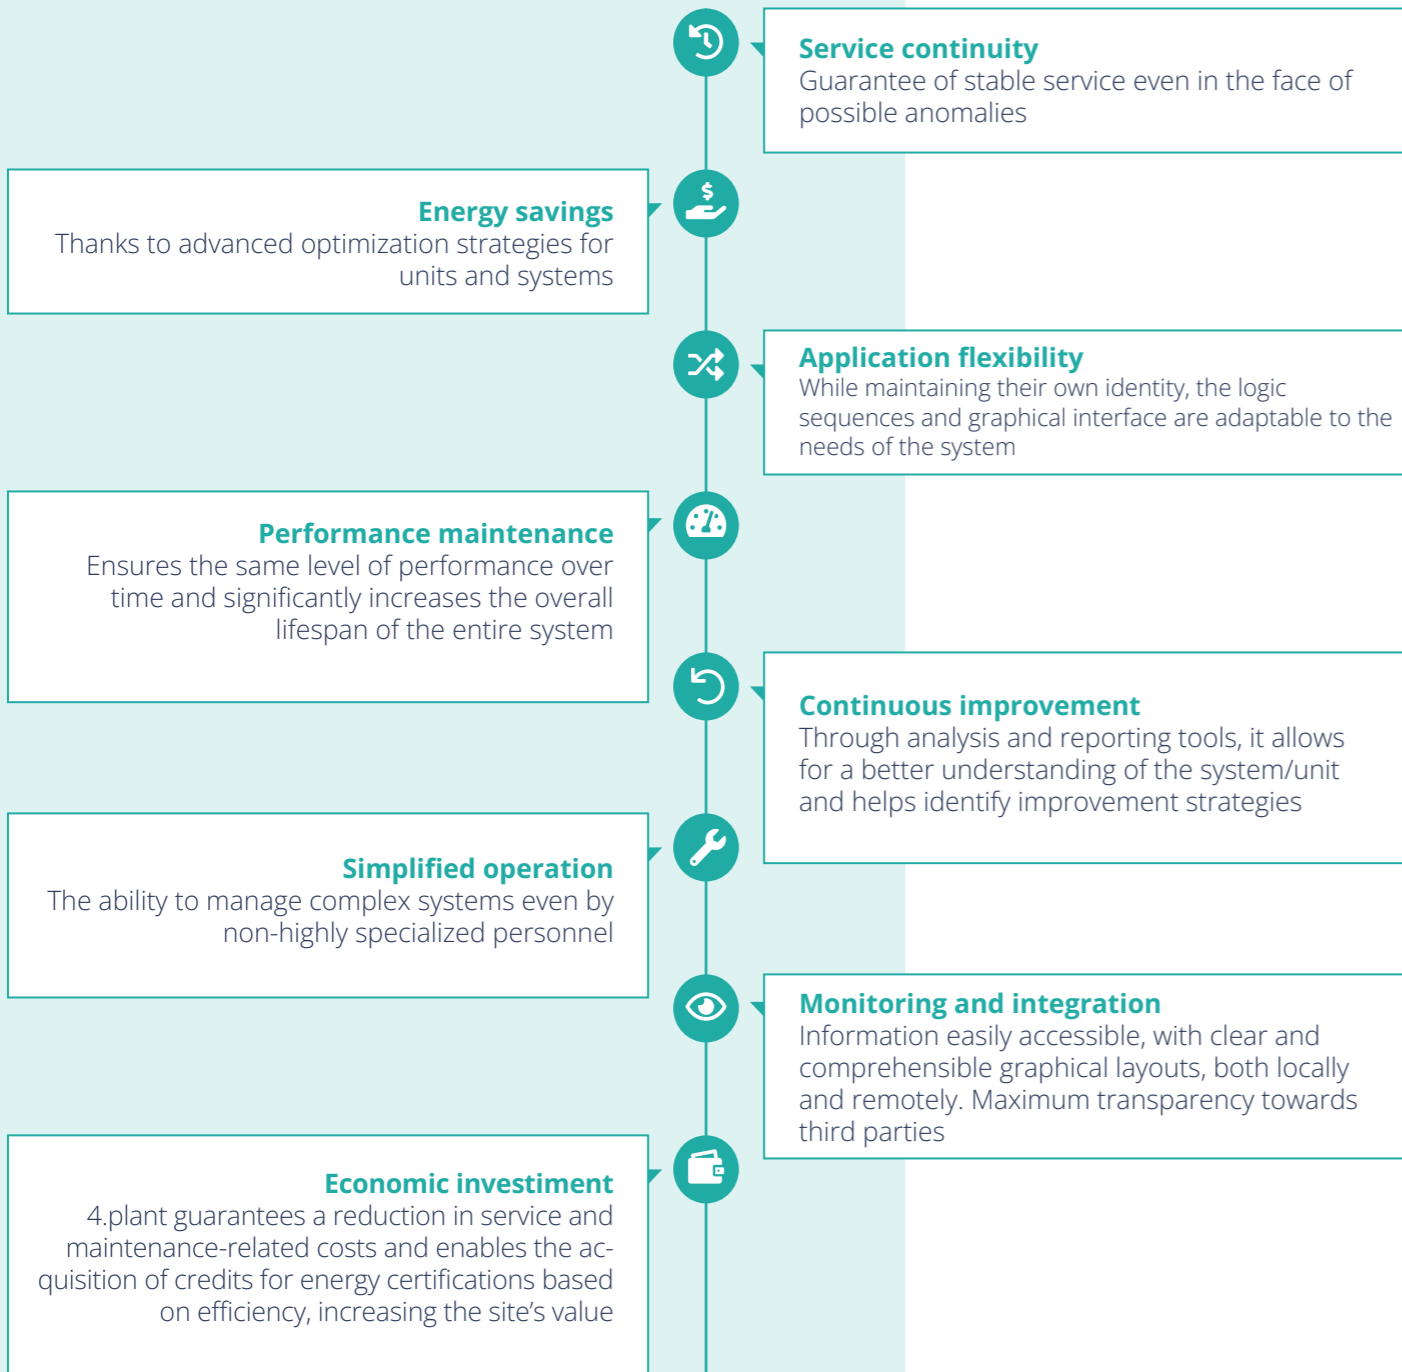 Service continuity
Guarantee of stable service even in the face of
possible anomalies
Energy savings
Thanks to advanced optimization strategies for
units and systems
Application flexibility
While maintaining their own identity, the logic
sequences and graphical interface are adaptable to the
needs of the system
Performance maintenance
Ensures the same level of performance over
time and significantly increases the overall
lifespan of the entire system
Continuous improvement
Through analysis and reporting tools, it allows
for a better understanding of the system/unit
and helps identify improvement strategies
Simplified operation
The ability to manage complex systems even by
non-highly specialized personnel
Monitoring and integration
Information easily accessible, with clear and
comprehensible graphical layouts, both locally
and remotely. Maximum transparency towards
third parties
Economic investiment
4.plant guarantees a reduction in service and
maintenance-related costs and enables the ac-
quisition of credits for energy certifications based
on efficiency, increasing the site’s value